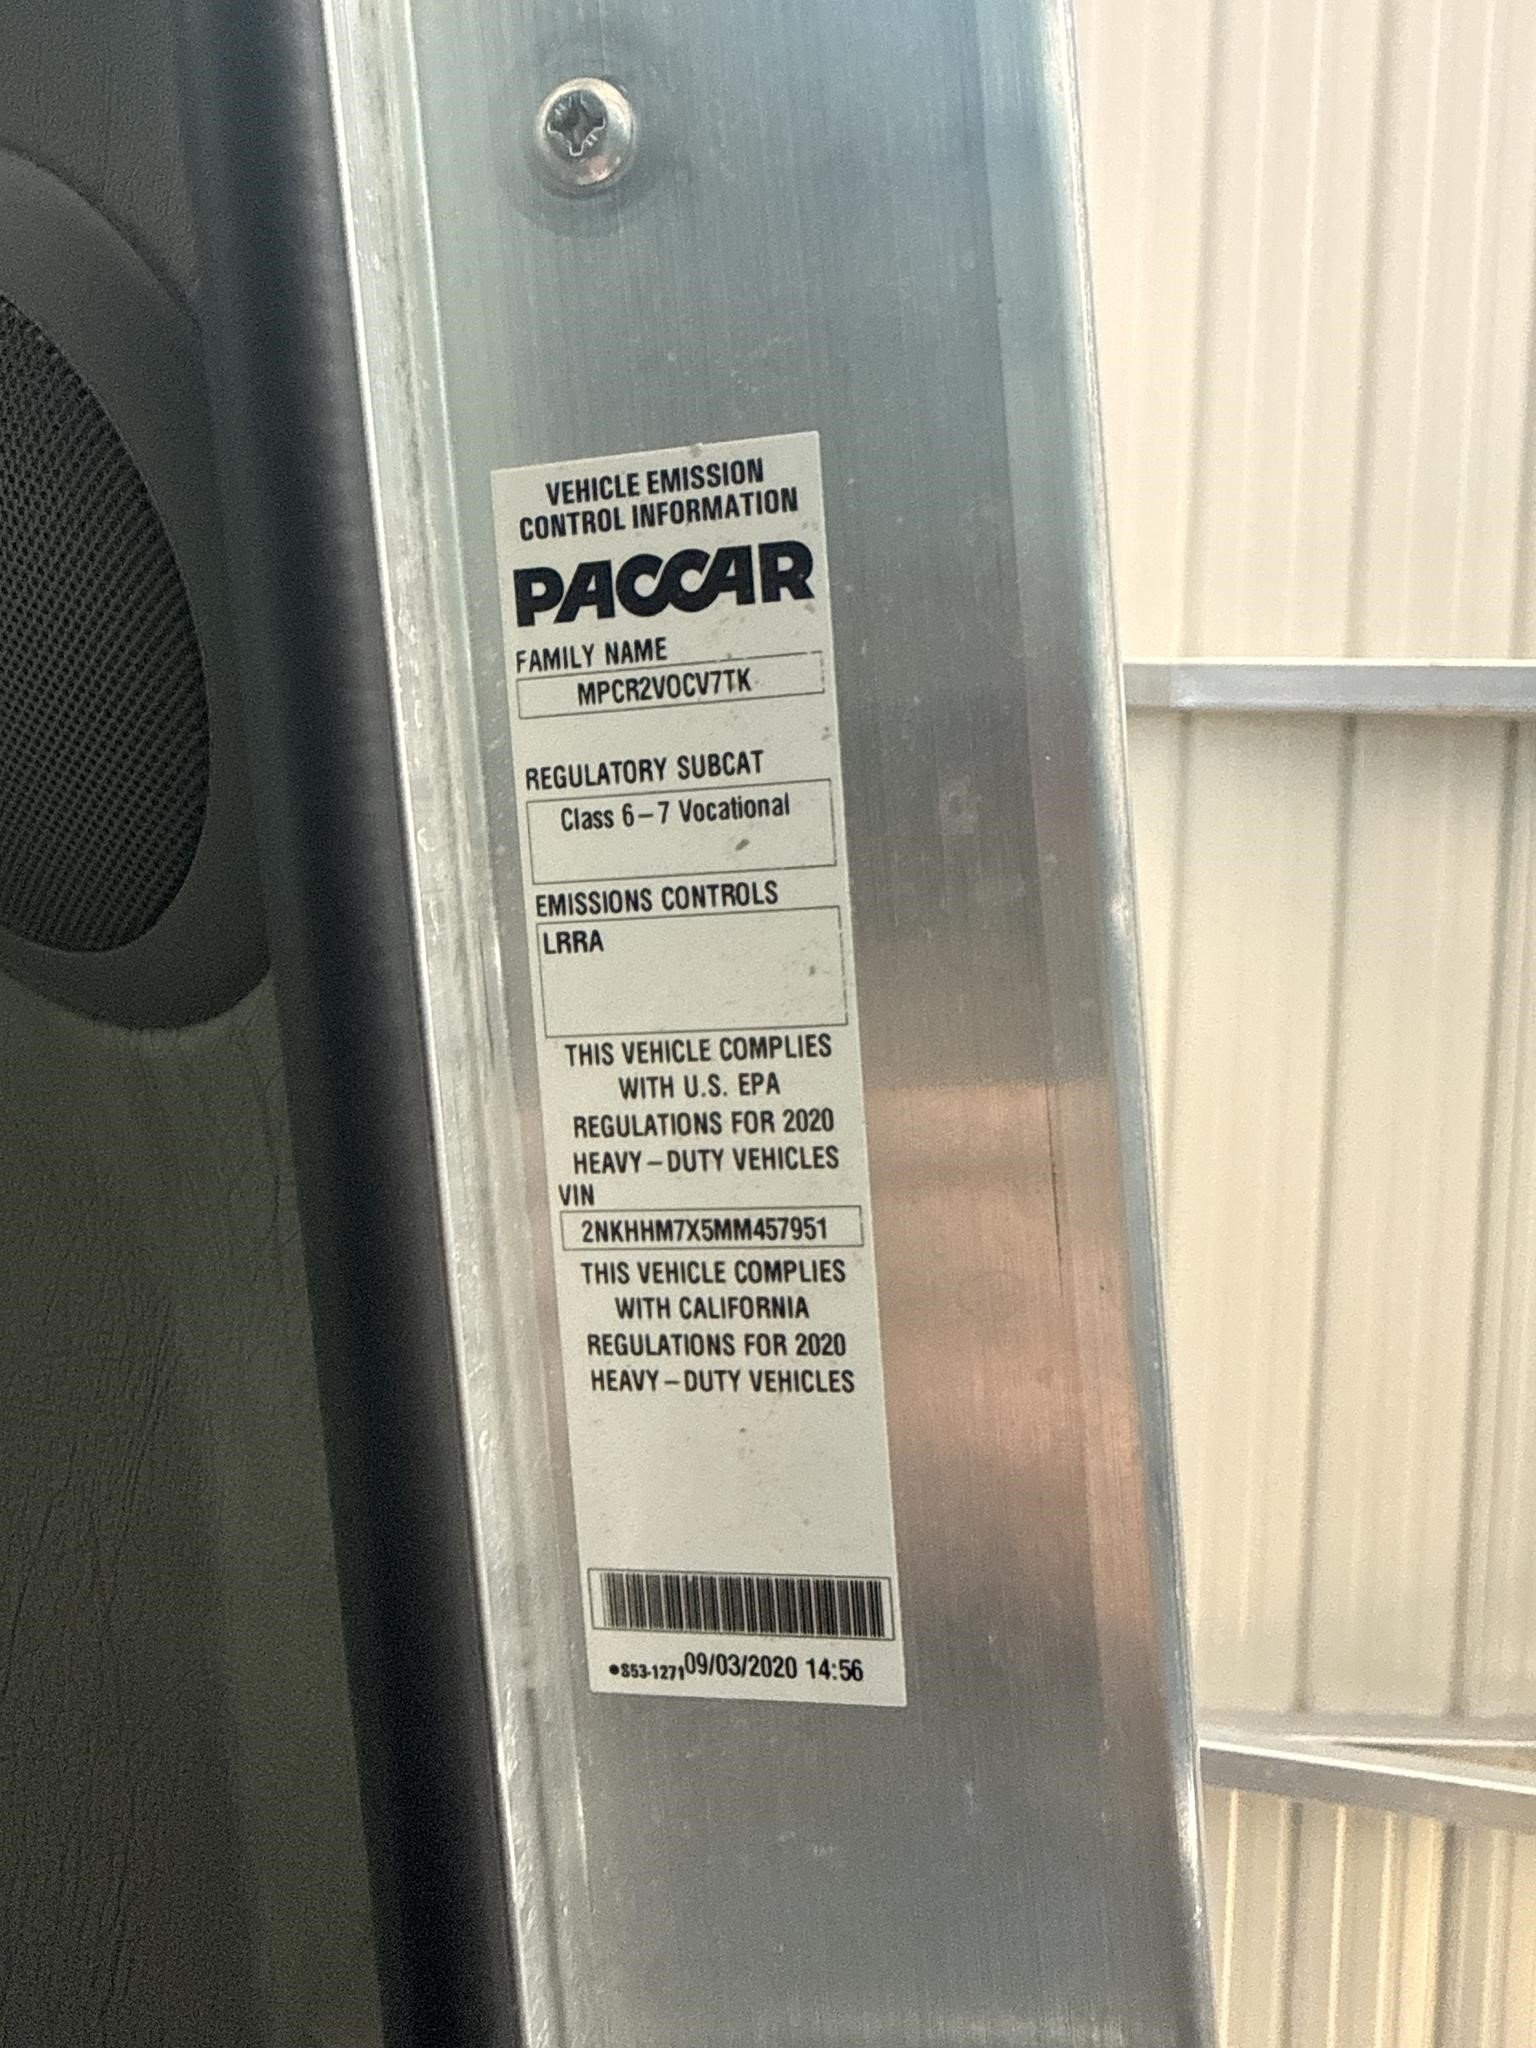 VEHICLE EMISSION
CONTROL INFORMATION
PACCAR
FAMILY NAME
MPCR2VOCV7TK
REGULATORY SUBCAT
Class 6–7 Vocational
EMISSIONS CONTROLS
LRRA
THIS VEHICLE COMPLIES
WITH U.S. EPA
REGULATIONS FOR 2020
HEAVY–DUTY VEHICLES
VIN
2NKHHM7X5MM457951
THIS VEHICLE COMPLIES
WITH CALIFORNIA
REGULATIONS FOR 2020
HEAVY–DUTY VEHICLES
●S53-1271 09/03/2020 14:56